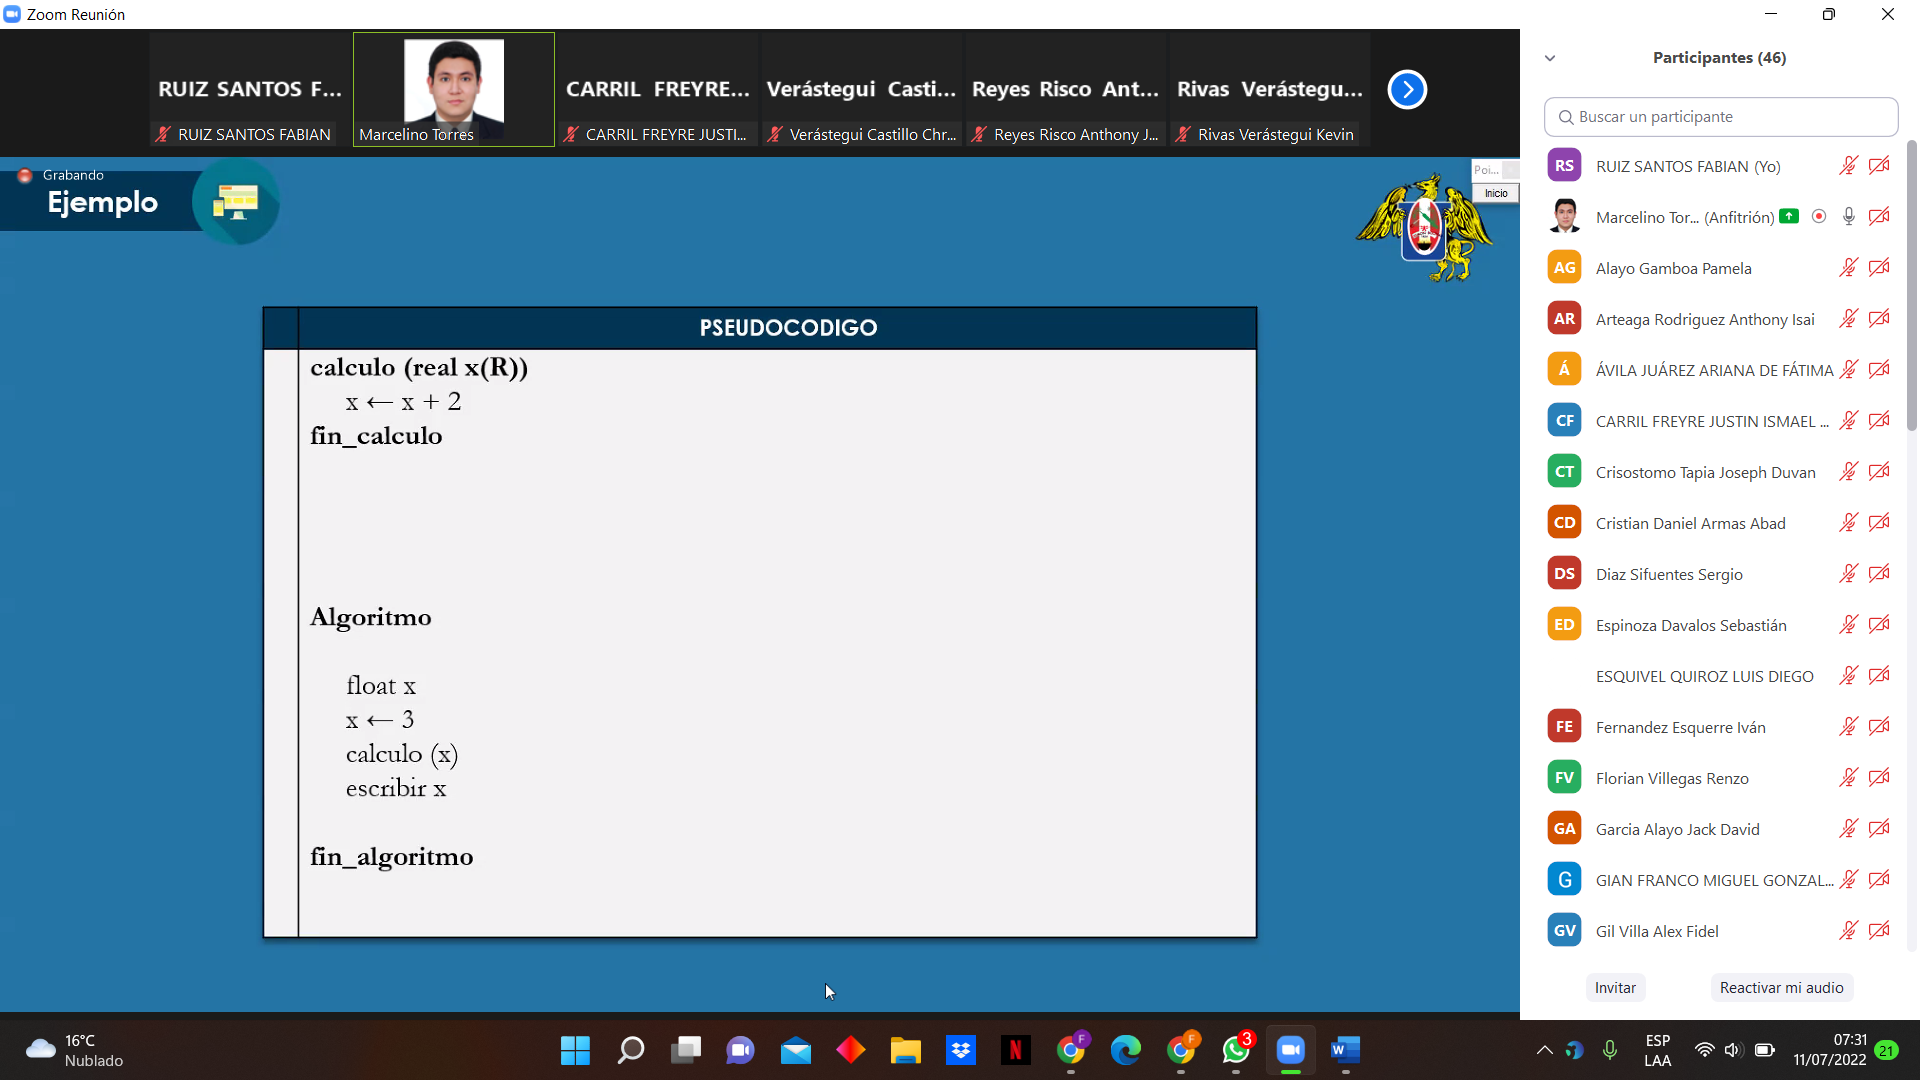 Zoom Reunión
RUIZ SANTOS F...
RUIZ SANTOS FABIAN
Marcelino Torres
CARRIL FREYRE...
CARRIL FREYRE JUSTI...
Verástegui Casti...
Verástegui Castillo Chr...
Reyes Risco Ant...
Reyes Risco Anthony J...
Rivas Verástegu...
Rivas Verástegui Kevin
Grabando
Ejemplo
Poi...
Inicio
PSEUDOCODIGO
calculo (real x(R))
x ← x + 2
fin_calculo
Algoritmo
float x
x ← 3
calculo (x)
escribir x
fin_algoritmo
Participantes (46)
Buscar un participante
RS RUIZ SANTOS FABIAN (Yo)
Marcelino Tor... (Anfitrión)
AG Alayo Gamboa Pamela
AR Arteaga Rodriguez Anthony Isai
Á ÁVILA JUÁREZ ARIANA DE FÁTIMA
CF CARRIL FREYRE JUSTIN ISMAEL ...
CT Crisostomo Tapia Joseph Duvan
CD Cristian Daniel Armas Abad
DS Diaz Sifuentes Sergio
ED Espinoza Davalos Sebastián
ESQUIVEL QUIROZ LUIS DIEGO
FE Fernandez Esquerre Iván
FV Florian Villegas Renzo
GA Garcia Alayo Jack David
G GIAN FRANCO MIGUEL GONZAL...
GV Gil Villa Alex Fidel
Invitar
Reactivar mi audio
16°C
Nublado
N
F
F
3
W
ESP
LAA
07:31
11/07/2022
21